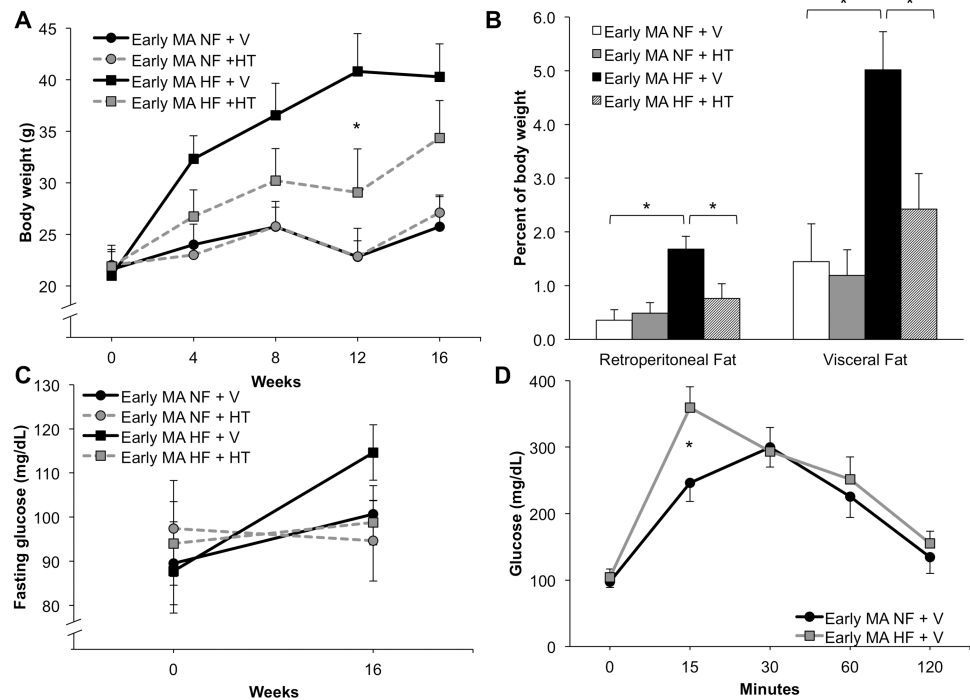 A
45
40
35
30
25
20
Body weight (g)
Early MA NF + V
Early MA NF +HT
Early MA HF + V
Early MA HF +HT
*
0 4 8 12 16
Weeks
B
6.0
5.0
4.0
3.0
2.0
1.0
0.0
Percent of body weight
Early MA NF + V
Early MA NF + HT
Early MA HF + V
Early MA HF + HT
* *
* *
Retroperitoneal Fat Visceral Fat
C
130
120
110
100
90
80
Fasting glucose (mg/dL)
Early MA NF + V
Early MA NF + HT
Early MA HF + V
Early MA HF + HT
0 16
Weeks
D
400
300
200
100
0
Glucose (mg/dL)
*
Early MA NF + V
Early MA HF + V
0 15 30 60 120
Minutes